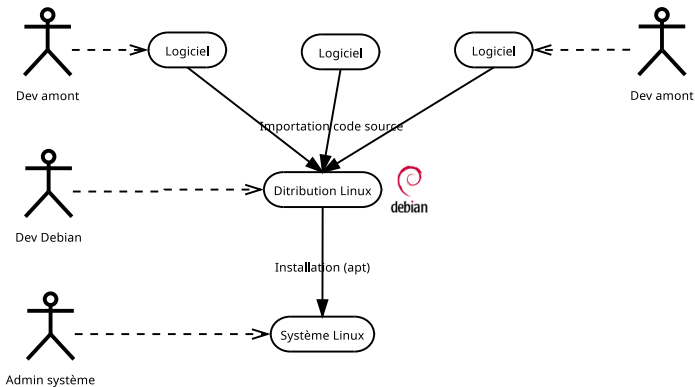 Logiciel
Logiciel
Logiciel
Dev amont
Dev amont
Importation code source
Ditribution Linux
debian
Dev Debian
Installation (apt)
Système Linux
Admin système